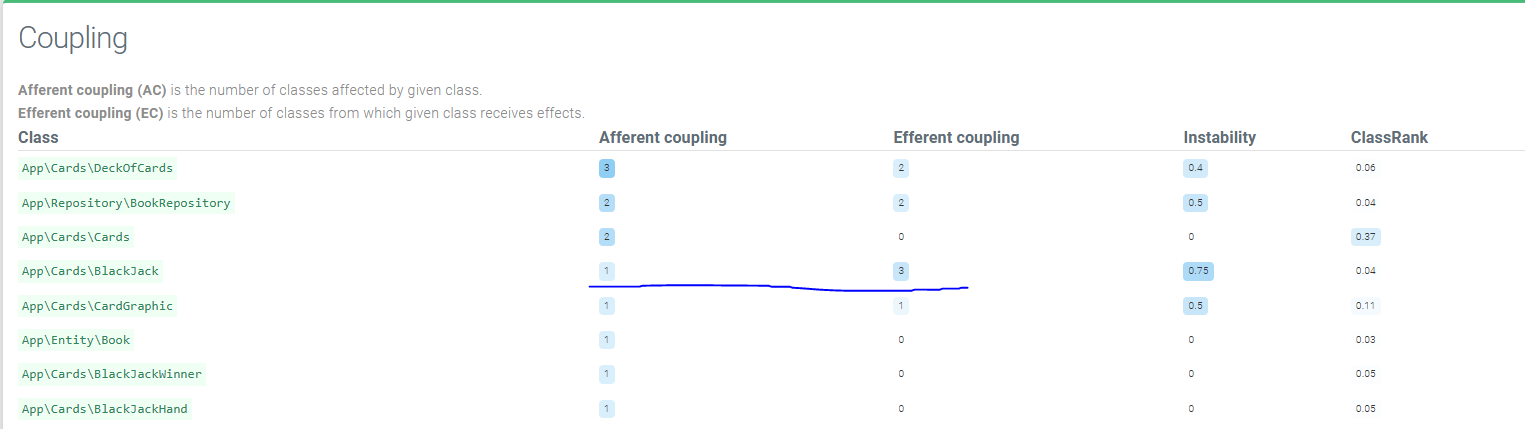 Coupling
Afferent coupling (AC) is the number of classes affected by given class.
Efferent coupling (EC) is the number of classes from which given class receives effects.
Class Afferent coupling Efferent coupling Instability ClassRank
App\Cards\DeckOfCards 3 2 0.4 0.06
App\Repository\BookRepository 2 2 0.5 0.04
App\Cards\Cards 2 0 0 0.37
App\Cards\BlackJack 1 3 0.75 0.04
App\Cards\CardGraphic 1 1 0.5 0.11
App\Entity\Book 1 0 0 0.03
App\Cards\BlackJackWinner 1 0 0 0.05
App\Cards\BlackJackHand 1 0 0 0.05